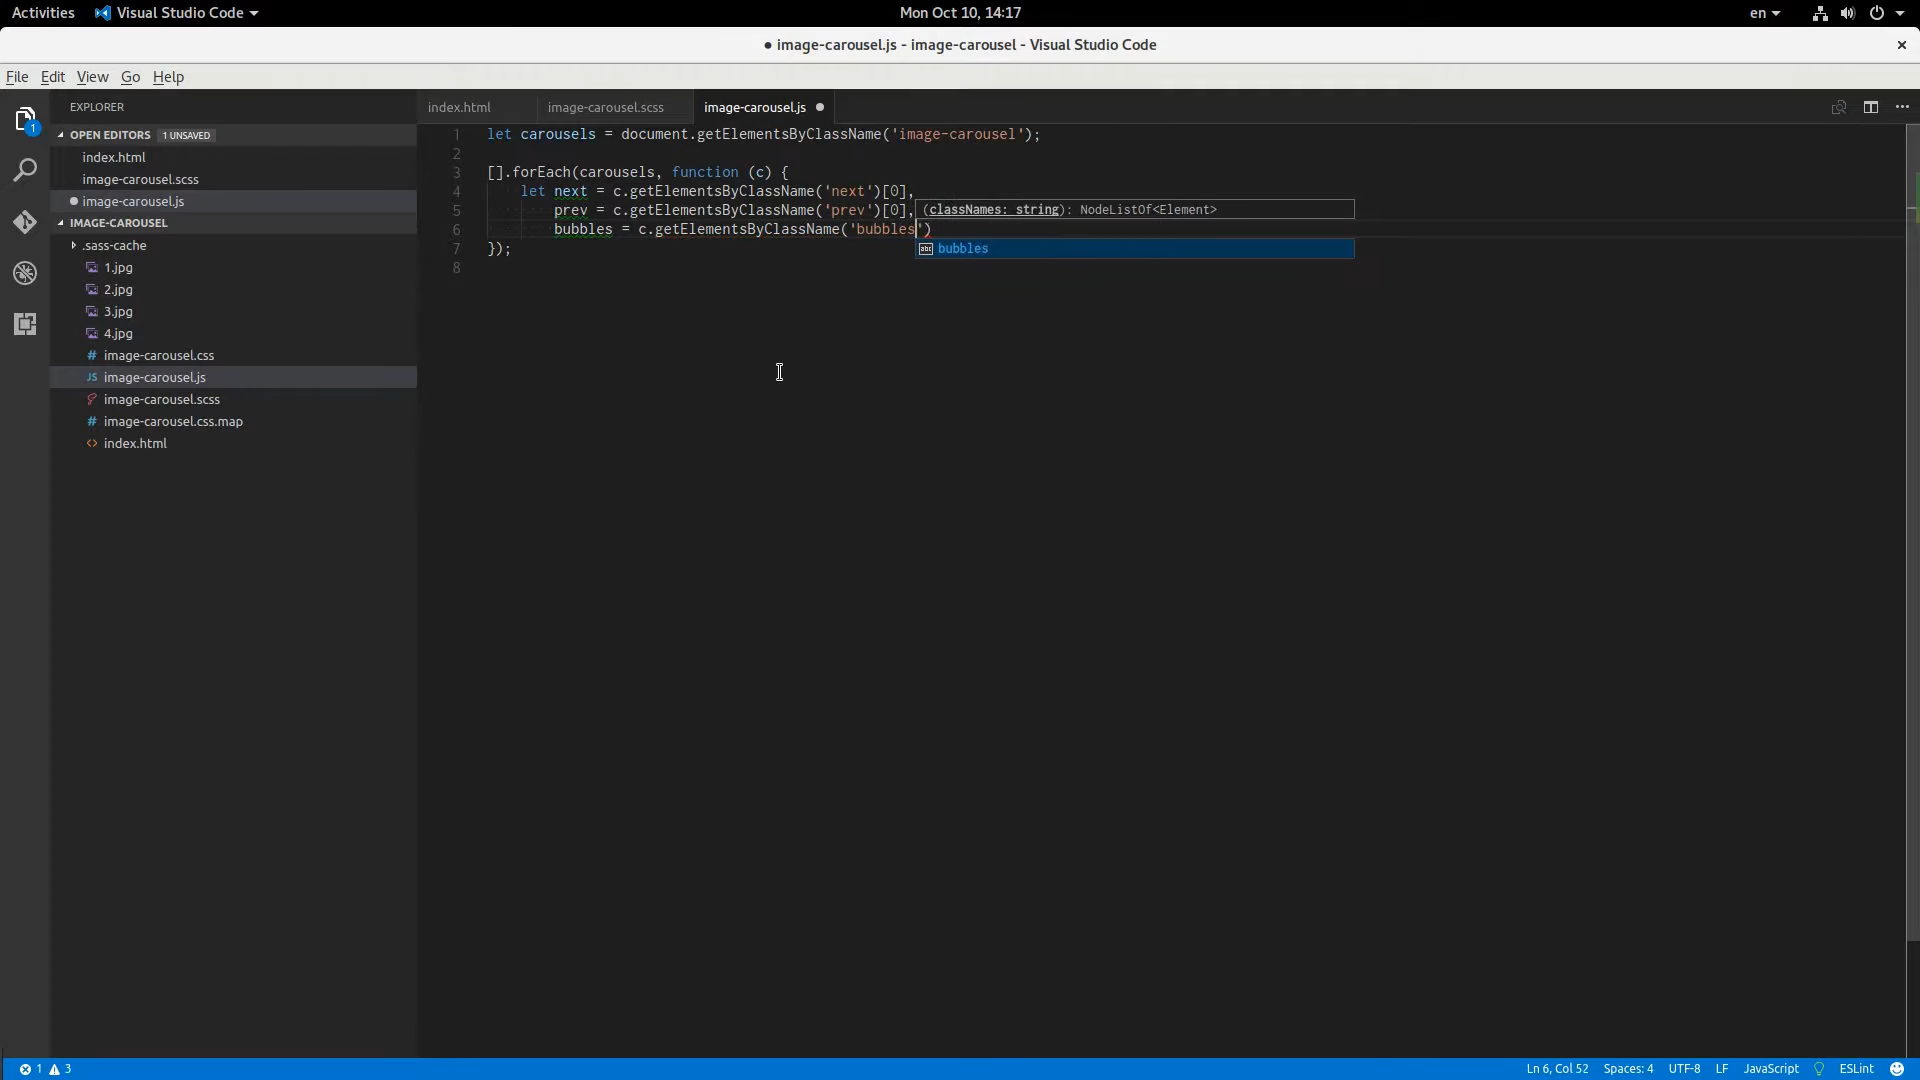 Activities Visual Studio Code Mon Oct 10, 14:17 en
● image-carousel.js - image-carousel - Visual Studio Code ×
File Edit View Go Help
EXPLORER index.html image-carousel.scss image-carousel.js
OPEN EDITORS 1 UNSAVED
index.html
image-carousel.scss
image-carousel.js
IMAGE-CAROUSEL
.sass-cache
1.jpg
2.jpg
3.jpg
4.jpg
# image-carousel.css
JS image-carousel.js
image-carousel.scss
# image-carousel.css.map
<> index.html
1
1 let carousels = document.getElementsByClassName('image-carousel');
2
3 [].forEach(carousels, function (c) {
4 let next = c.getElementsByClassName('next')[0],
5 prev = c.getElementsByClassName('prev')[0],
(classNames: string): NodeListOf<Element>
6 bubbles = c.getElementsByClassName('bubbles')
abc bubbles
7 });
8
1 3 Ln 6, Col 52 Spaces: 4 UTF-8 LF JavaScript ESLint